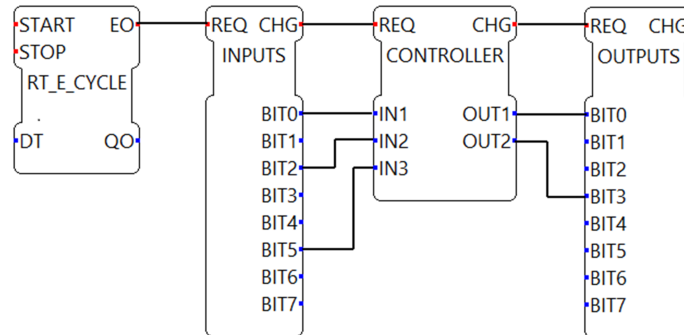 START EO
STOP
RT_E_CYCLE
DT QO
REQ CHG
INPUTS
BIT0
BIT1
BIT2
BIT3
BIT4
BIT5
BIT6
BIT7
REQ CHG
CONTROLLER
IN1 OUT1
IN2 OUT2
IN3
REQ CHG
OUTPUTS
BIT0
BIT1
BIT2
BIT3
BIT4
BIT5
BIT6
BIT7